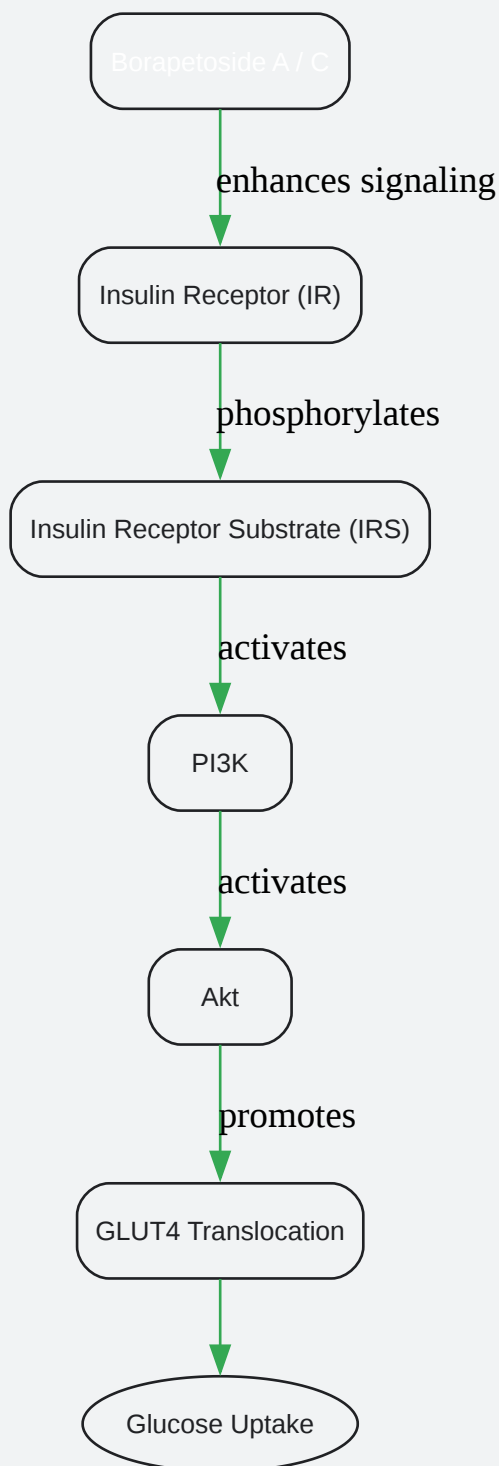 Borapetoside A / C
enhances signaling
Insulin Receptor (IR)
phosphorylates
Insulin Receptor Substrate (IRS)
activates
PI3K
activates
Akt
promotes
GLUT4 Translocation
Glucose Uptake